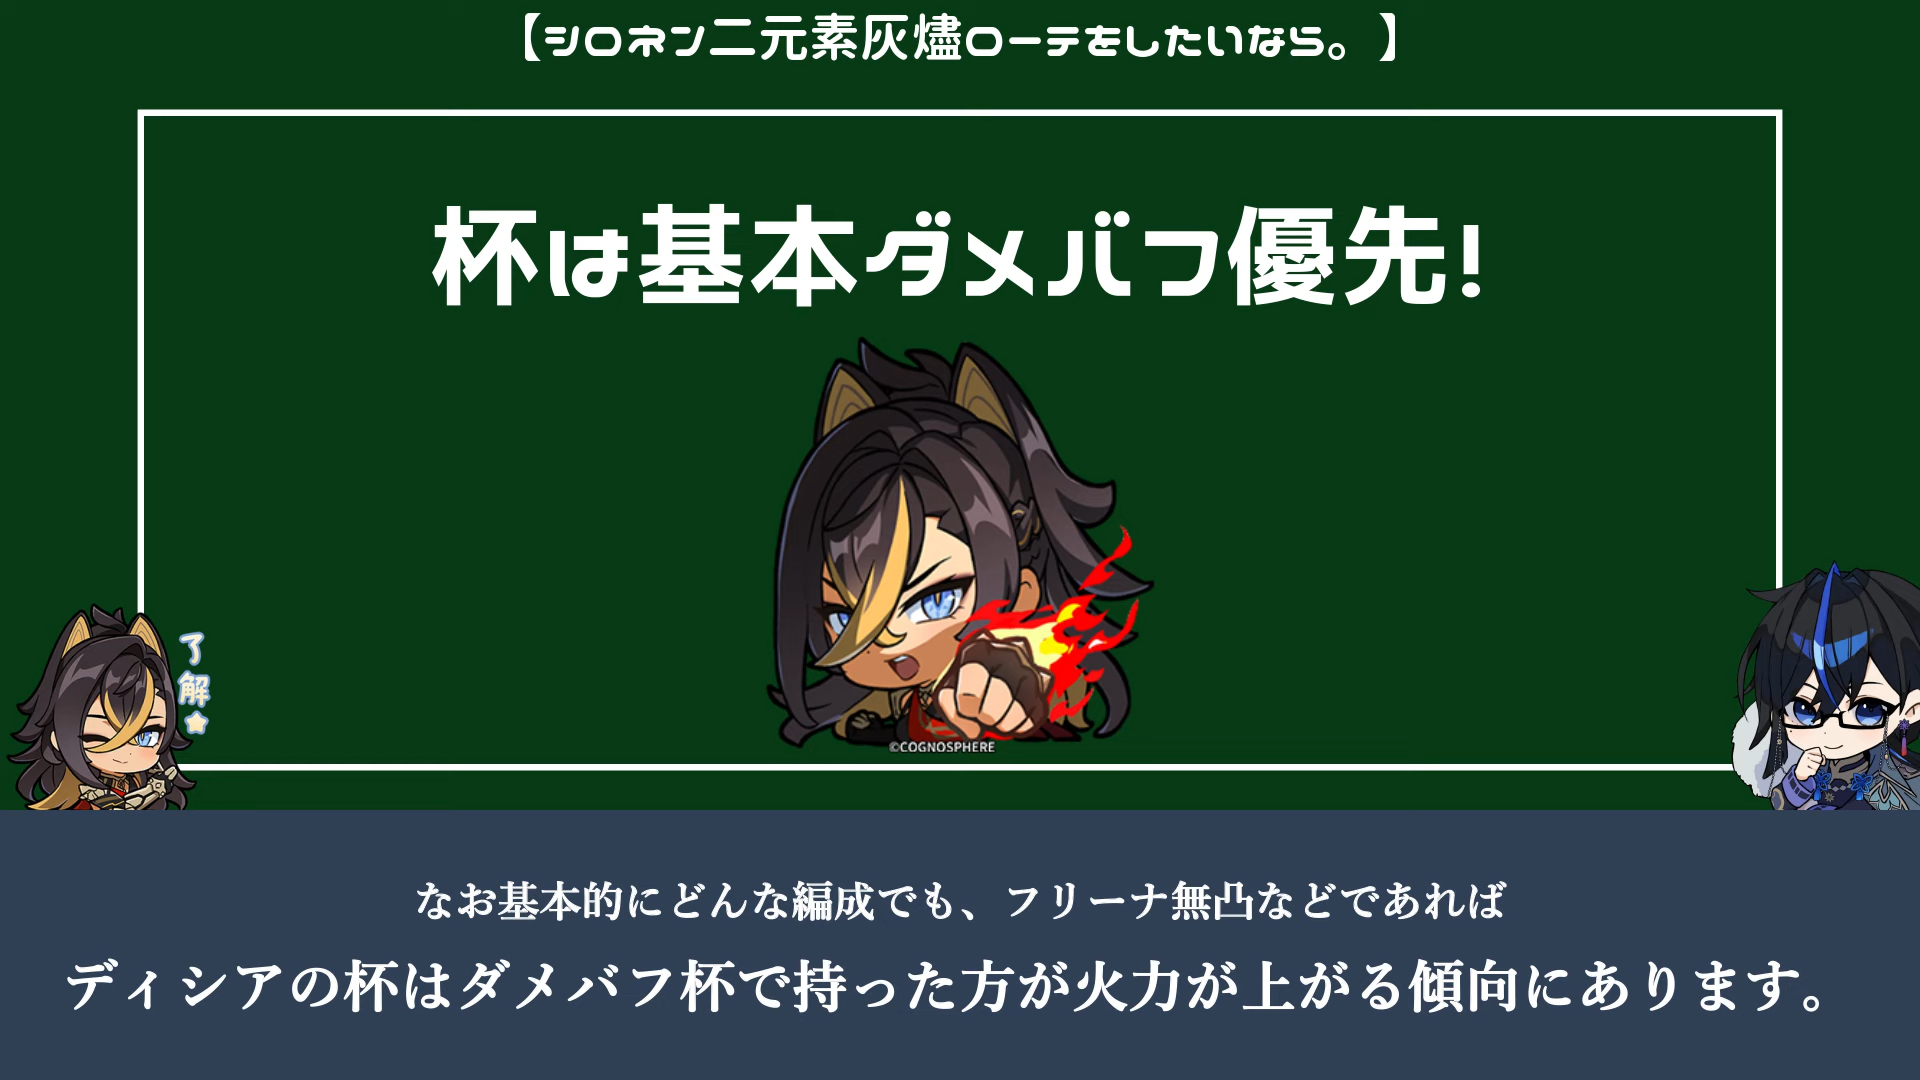 【シロネン二元素灰燼ローテをしたいなら。】
杯は基本ダメバフ優先!
©COGNOSPHERE
了解★
なお基本的にどんな編成でも、フリーナ無凸などであれば
ディシアの杯はダメバフ杯で持った方が火力が上がる傾向にあります。